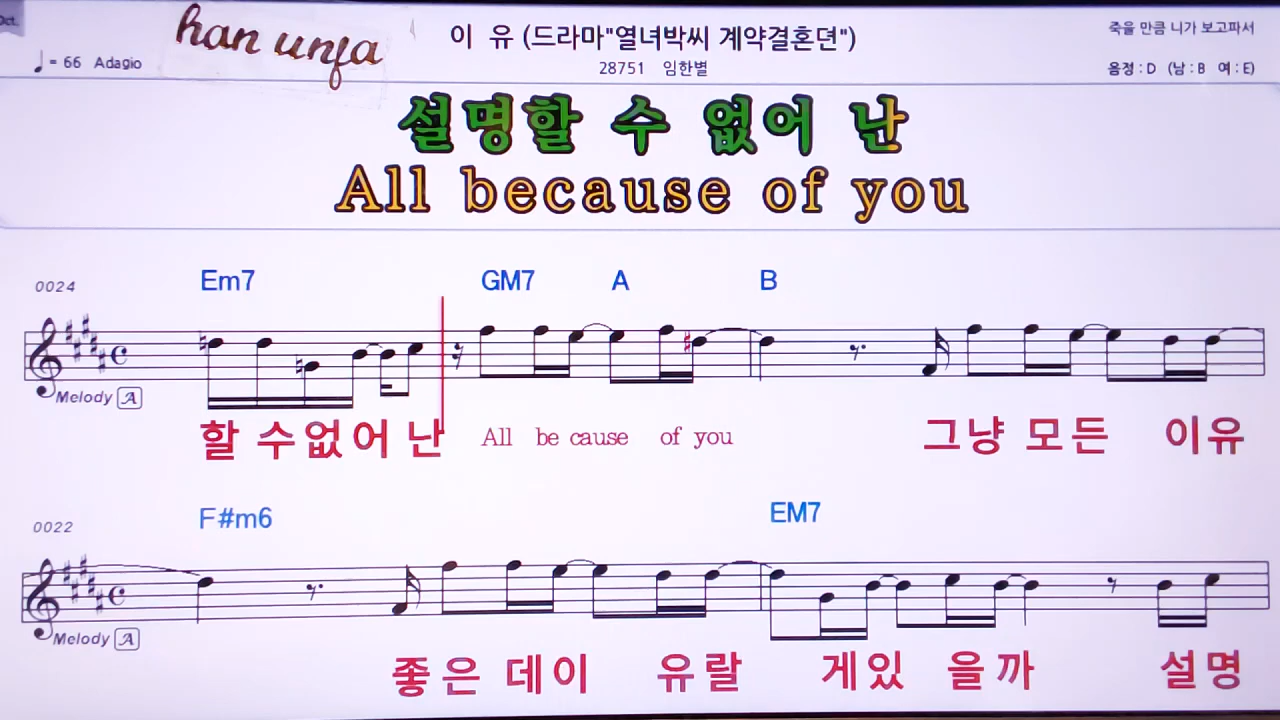 Oct.
han unja
이 유 (드라마"열녀박씨 계약결혼뎐")
죽을 만큼 니가 보고파서
♩= 66 Adagio
28751 임한별
음정 : D (남 : B 여 : E)
설명할 수 없어 난
All because of you
0024
Em7 GM7 A B
Melody A
할 수없어 난 All be cause of you 그냥 모든 이유
0022
F#m6 EM7
Melody A
좋은 데이 유랄 게있 을까 설명